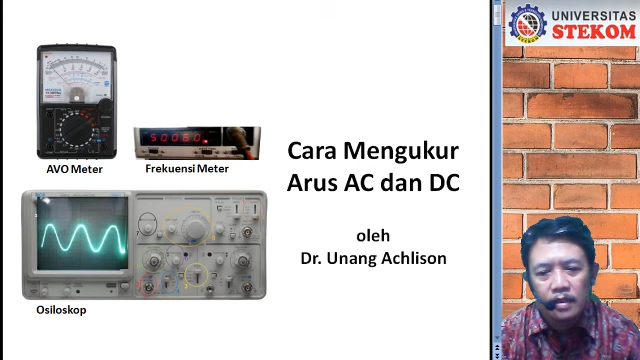 UNIVERSITAS
STEKOM
AVO Meter
Frekuensi Meter
Cara Mengukur
Arus AC dan DC
oleh
Dr. Unang Achlison
Osiloskop